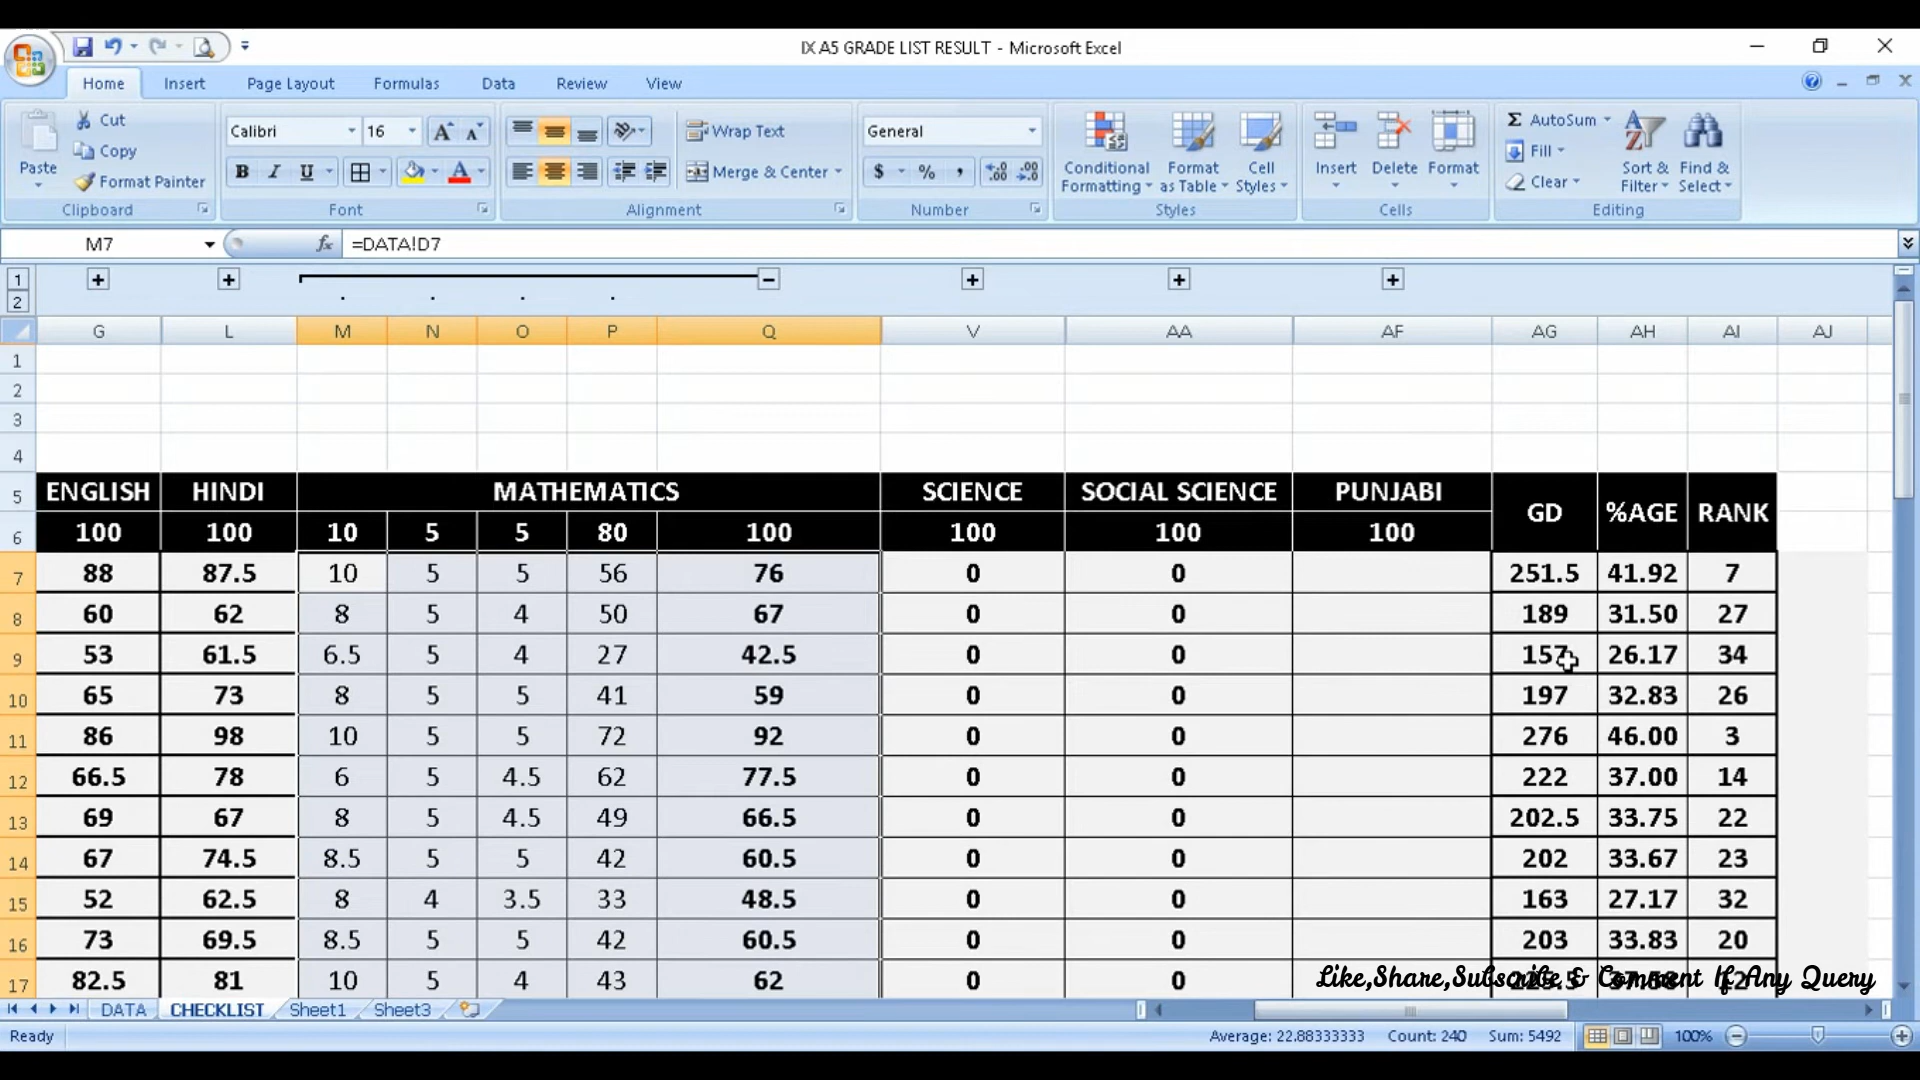 IX A5 GRADE LIST RESULT - Microsoft Excel
Home Insert Page Layout Formulas Data Review View
Paste Cut Copy Format Painter Clipboard
Calibri 16 A A B I U A Font
Wrap Text Merge & Center Alignment
General $ % , .00 Number
Conditional Formatting Format as Table Cell Styles Styles
Insert Delete Format Cells
Σ AutoSum Fill Clear Sort & Filter Find & Select Editing
M7 fx =DATA!D7
1
2
G L M N O P Q V AA AF AG AH AI AJ
1
2
3
4
5 ENGLISH HINDI MATHEMATICS SCIENCE SOCIAL SCIENCE PUNJABI GD %AGE RANK
6 100 100 10 5 5 80 100 100 100 100
7 88 87.5 10 5 5 56 76 0 0 251.5 41.92 7
8 60 62 8 5 4 50 67 0 0 189 31.50 27
9 53 61.5 6.5 5 4 27 42.5 0 0 157 26.17 34
10 65 73 8 5 5 41 59 0 0 197 32.83 26
11 86 98 10 5 5 72 92 0 0 276 46.00 3
12 66.5 78 6 5 4.5 62 77.5 0 0 222 37.00 14
13 69 67 8 5 4.5 49 66.5 0 0 202.5 33.75 22
14 67 74.5 8.5 5 5 42 60.5 0 0 202 33.67 23
15 52 62.5 8 4 3.5 33 48.5 0 0 163 27.17 32
16 73 69.5 8.5 5 5 42 60.5 0 0 203 33.83 20
17 82.5 81 10 5 4 43 62 0 0
Like,Share,Subscribe & Comment If Any Query
DATA CHECKLIST Sheet1 Sheet3
Ready Average: 22.88333333 Count: 240 Sum: 5492 100%